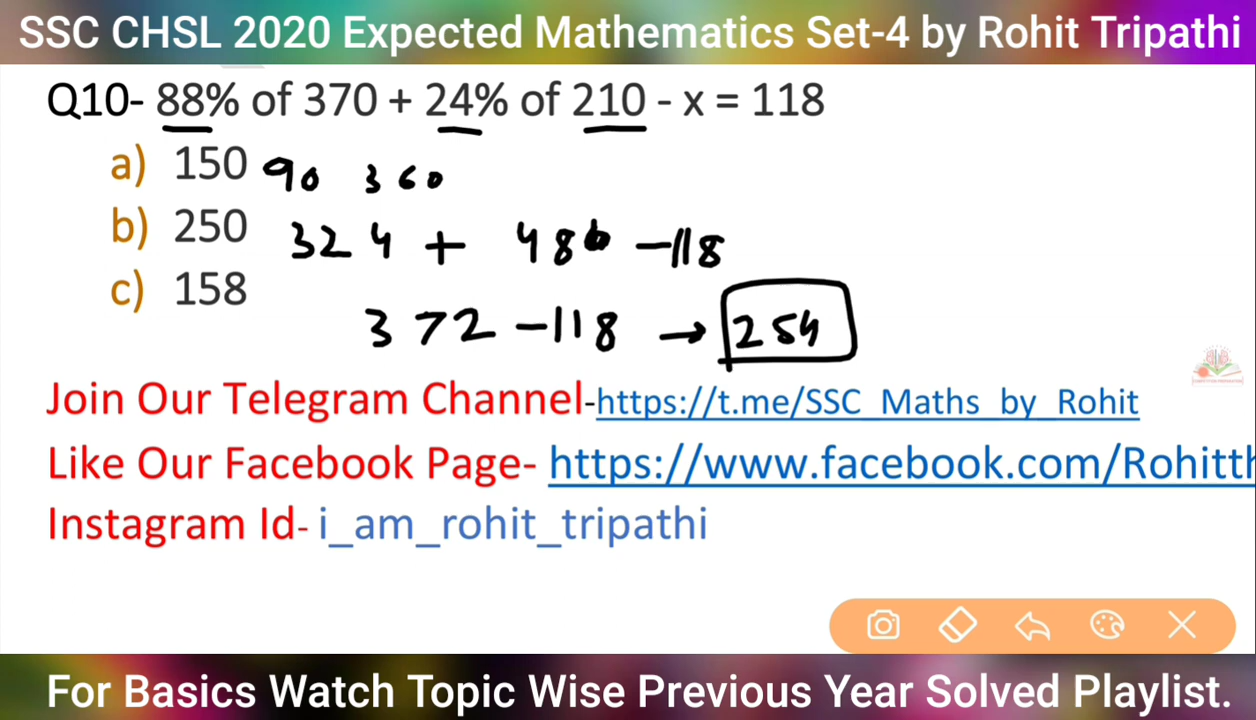 SSC CHSL 2020 Expected Mathematics Set-4 by Rohit Tripathi
Q10- 88% of 370 + 24% of 210 - x = 118
a) 150
90 360
b) 250
324 + 480 -118
c) 158
372 -118 → 254
Join Our Telegram Channel-https://t.me/SSC_Maths_by_Rohit
Like Our Facebook Page- https://www.facebook.com/Rohitth
Instagram Id- i_am_rohit_tripathi
For Basics Watch Topic Wise Previous Year Solved Playlist.